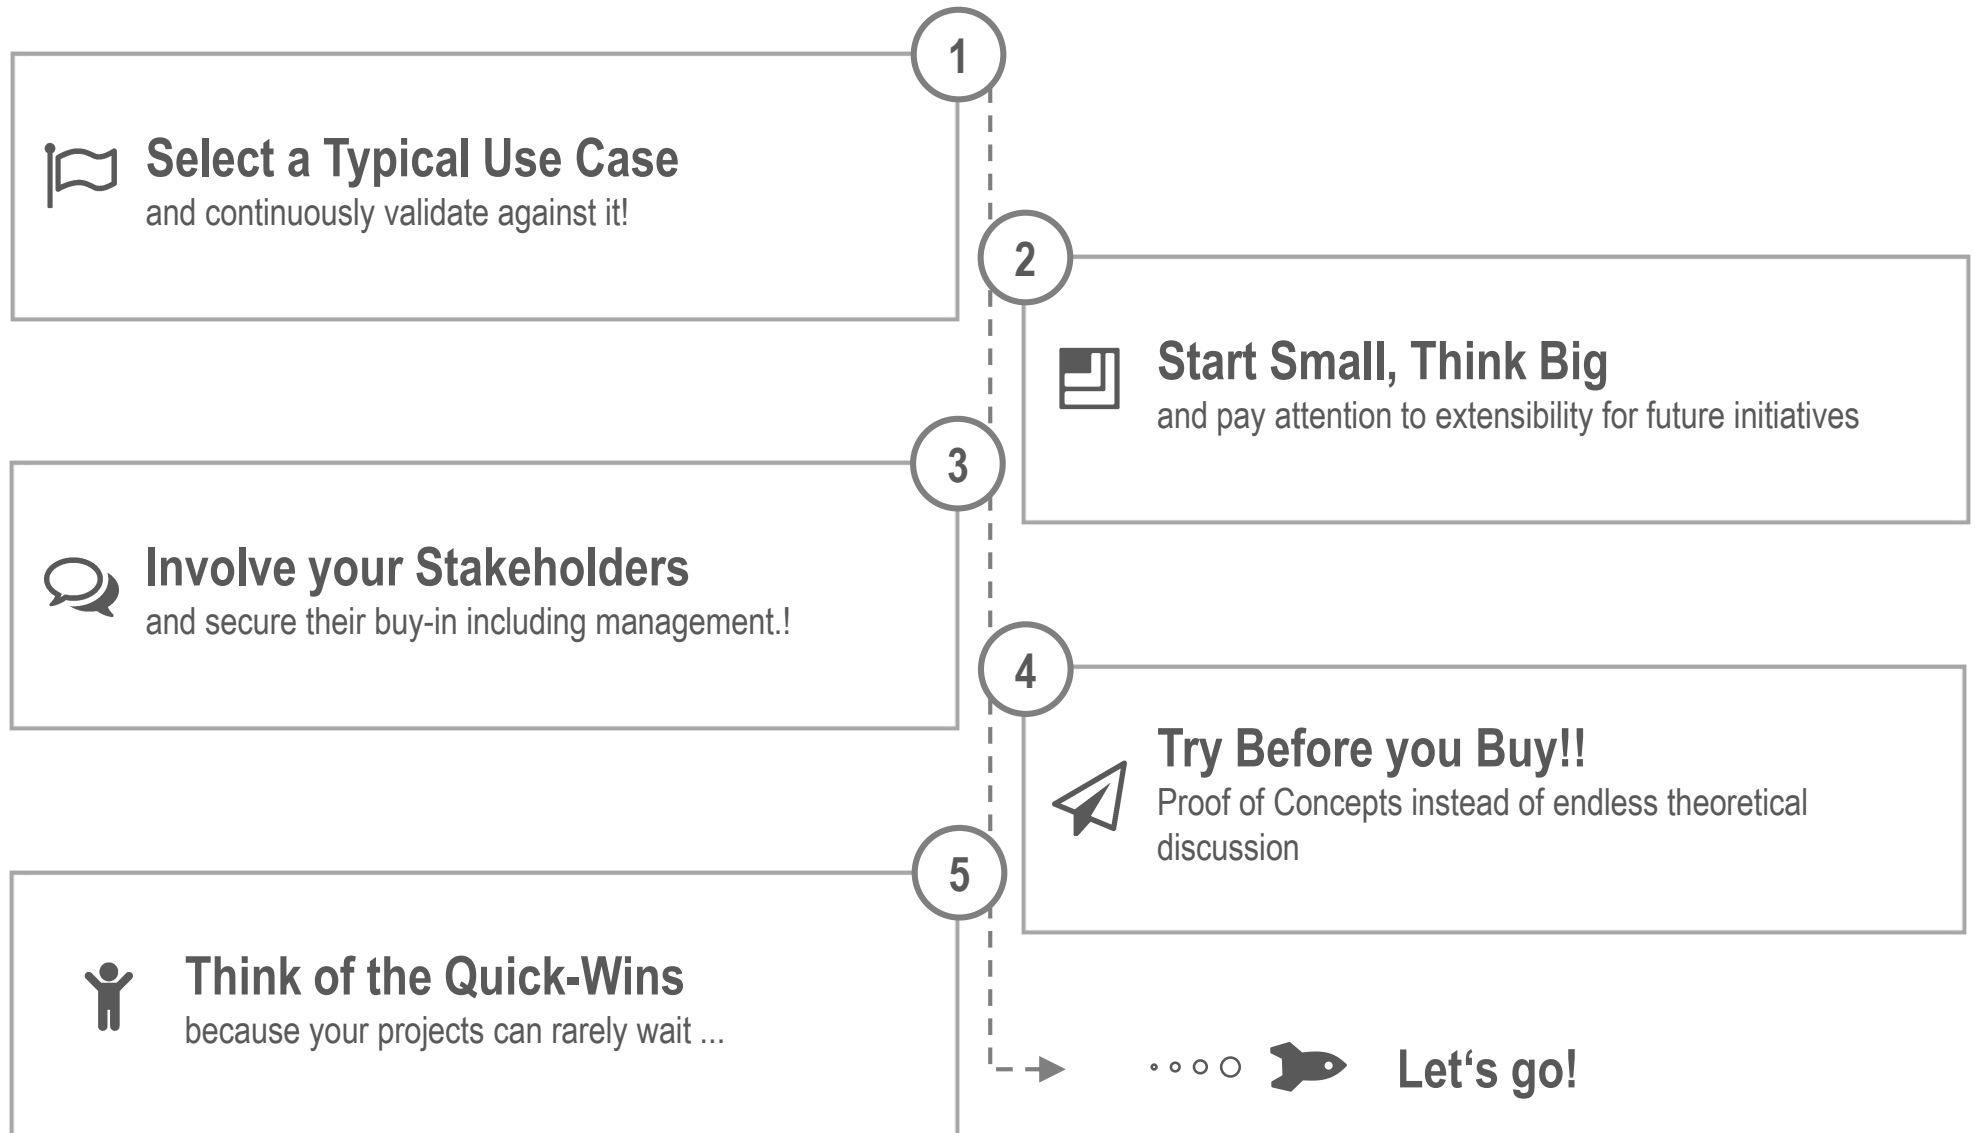 1
Select a Typical Use Case
and continuously validate against it!
2
Start Small, Think Big
and pay attention to extensibility for future initiatives
3
Involve your Stakeholders
and secure their buy-in including management.!
4
Try Before you Buy!!
Proof of Concepts instead of endless theoretical
discussion
5
Think of the Quick-Wins
because your projects can rarely wait ...
Let‘s go!